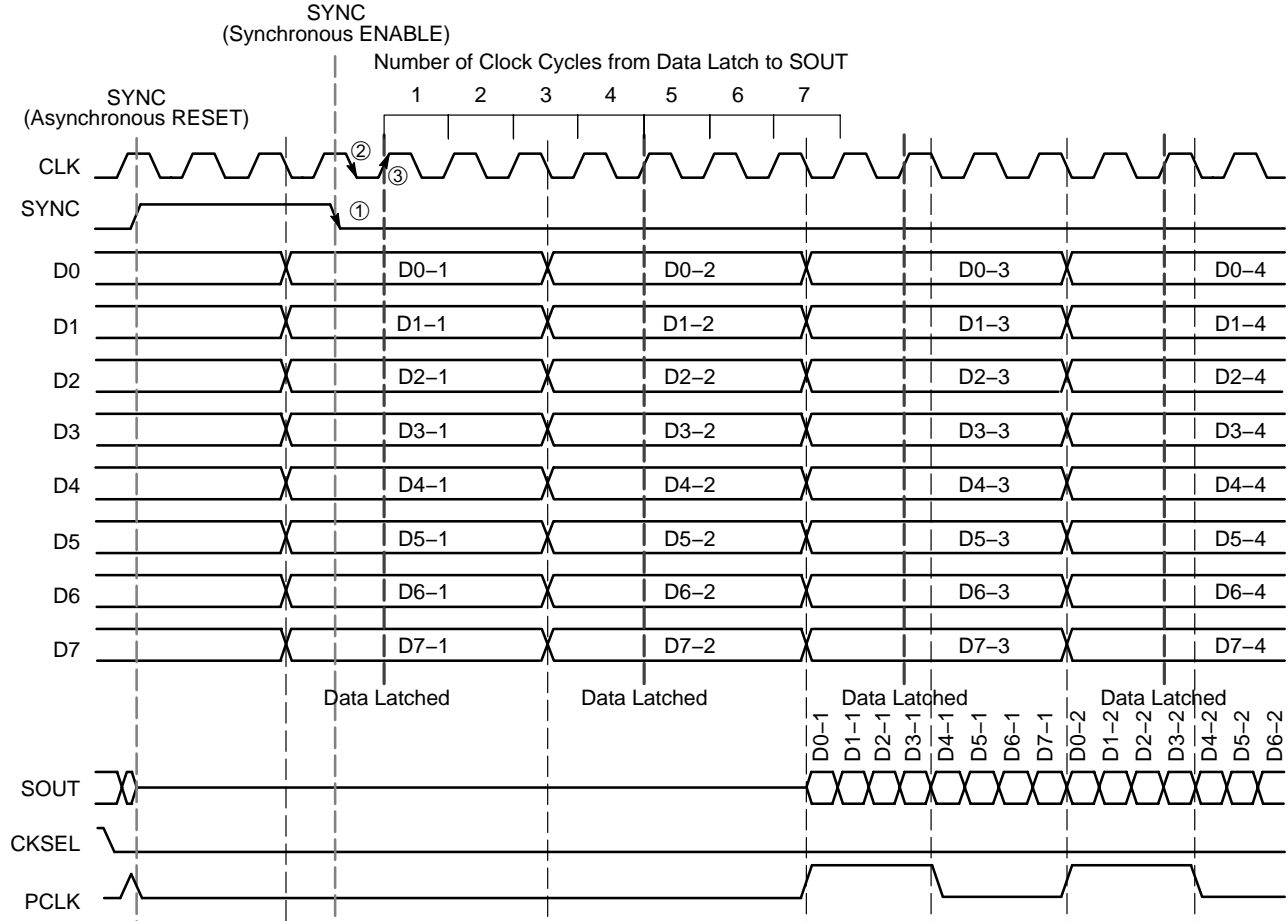 SYNC
(Synchronous ENABLE)
Number of Clock Cycles from Data Latch to SOUT
SYNC
(Asynchronous RESET)
1 2 3 4 5 6 7
CLK ② ③
SYNC ①
D0 D0−1 D0−2 D0−3 D0−4
D1 D1−1 D1−2 D1−3 D1−4
D2 D2−1 D2−2 D2−3 D2−4
D3 D3−1 D3−2 D3−3 D3−4
D4 D4−1 D4−2 D4−3 D4−4
D5 D5−1 D5−2 D5−3 D5−4
D6 D6−1 D6−2 D6−3 D6−4
D7 D7−1 D7−2 D7−3 D7−4
Data Latched Data Latched Data Latched Data Latched
D0−1 D1−1 D2−1 D3−1 D4−1 D5−1 D6−1 D7−1 D0−2 D1−2 D2−2 D3−2 D4−2 D5−2 D6−2
SOUT
CKSEL
PCLK